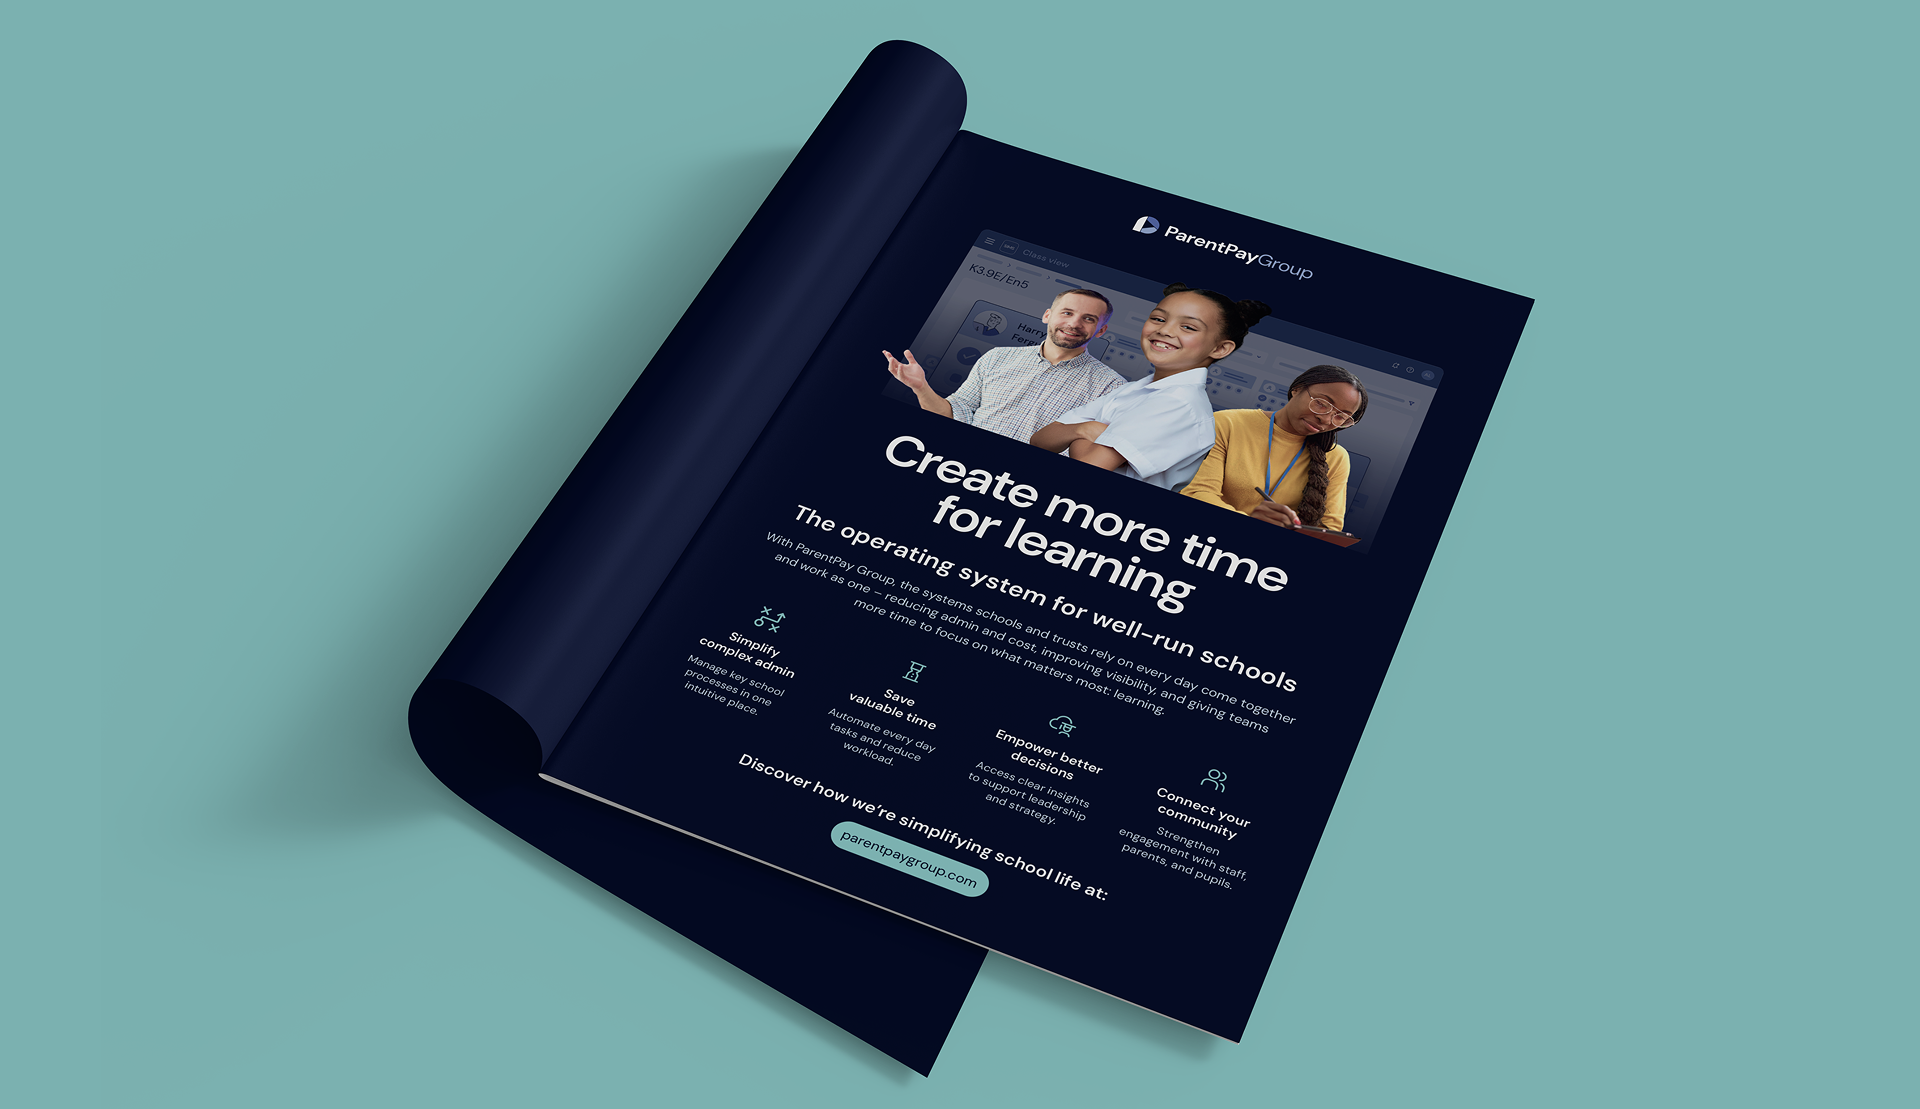 ParentPayGroup
Class view
K3.9E/En5
Harry
Create more time
for learning
The operating system for well-run schools
With ParentPay Group, the systems schools and trusts rely on every day come together
and work as one – reducing admin and cost, improving visibility, and giving teams
more time to focus on what matters most: learning.
Simplify
complex admin
Manage key school
processes in one
intuitive place.
Save
valuable time
Automate every day
tasks and reduce
workload.
Empower better
decisions
Access clear insights
to support leadership
and strategy.
Connect your
community
Strengthen
engagement with staff,
parents, and pupils.
Discover how we're simplifying school life at:
parentpaygroup.com